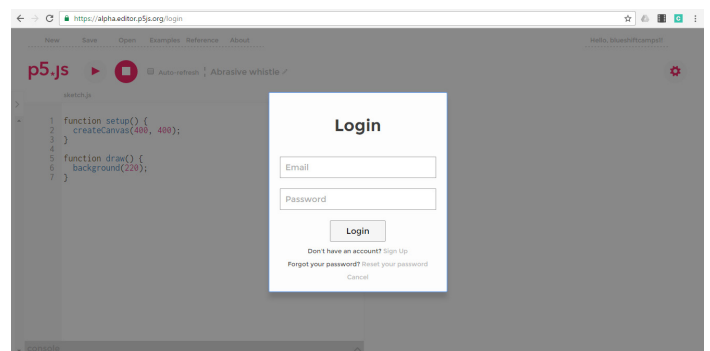 https://alpha.editor.p5js.org/login
New Save Open Examples Reference About
p5.js Auto-refresh Abrasive whistle
sketch.js
1 function setup() {
2 createCanvas(400, 400);
3 }
4
5 function draw() {
6 background(220);
7 }
Login
Email
Password
Login
Don't have an account? Sign Up
Forgot your password? Reset your password
Cancel
console